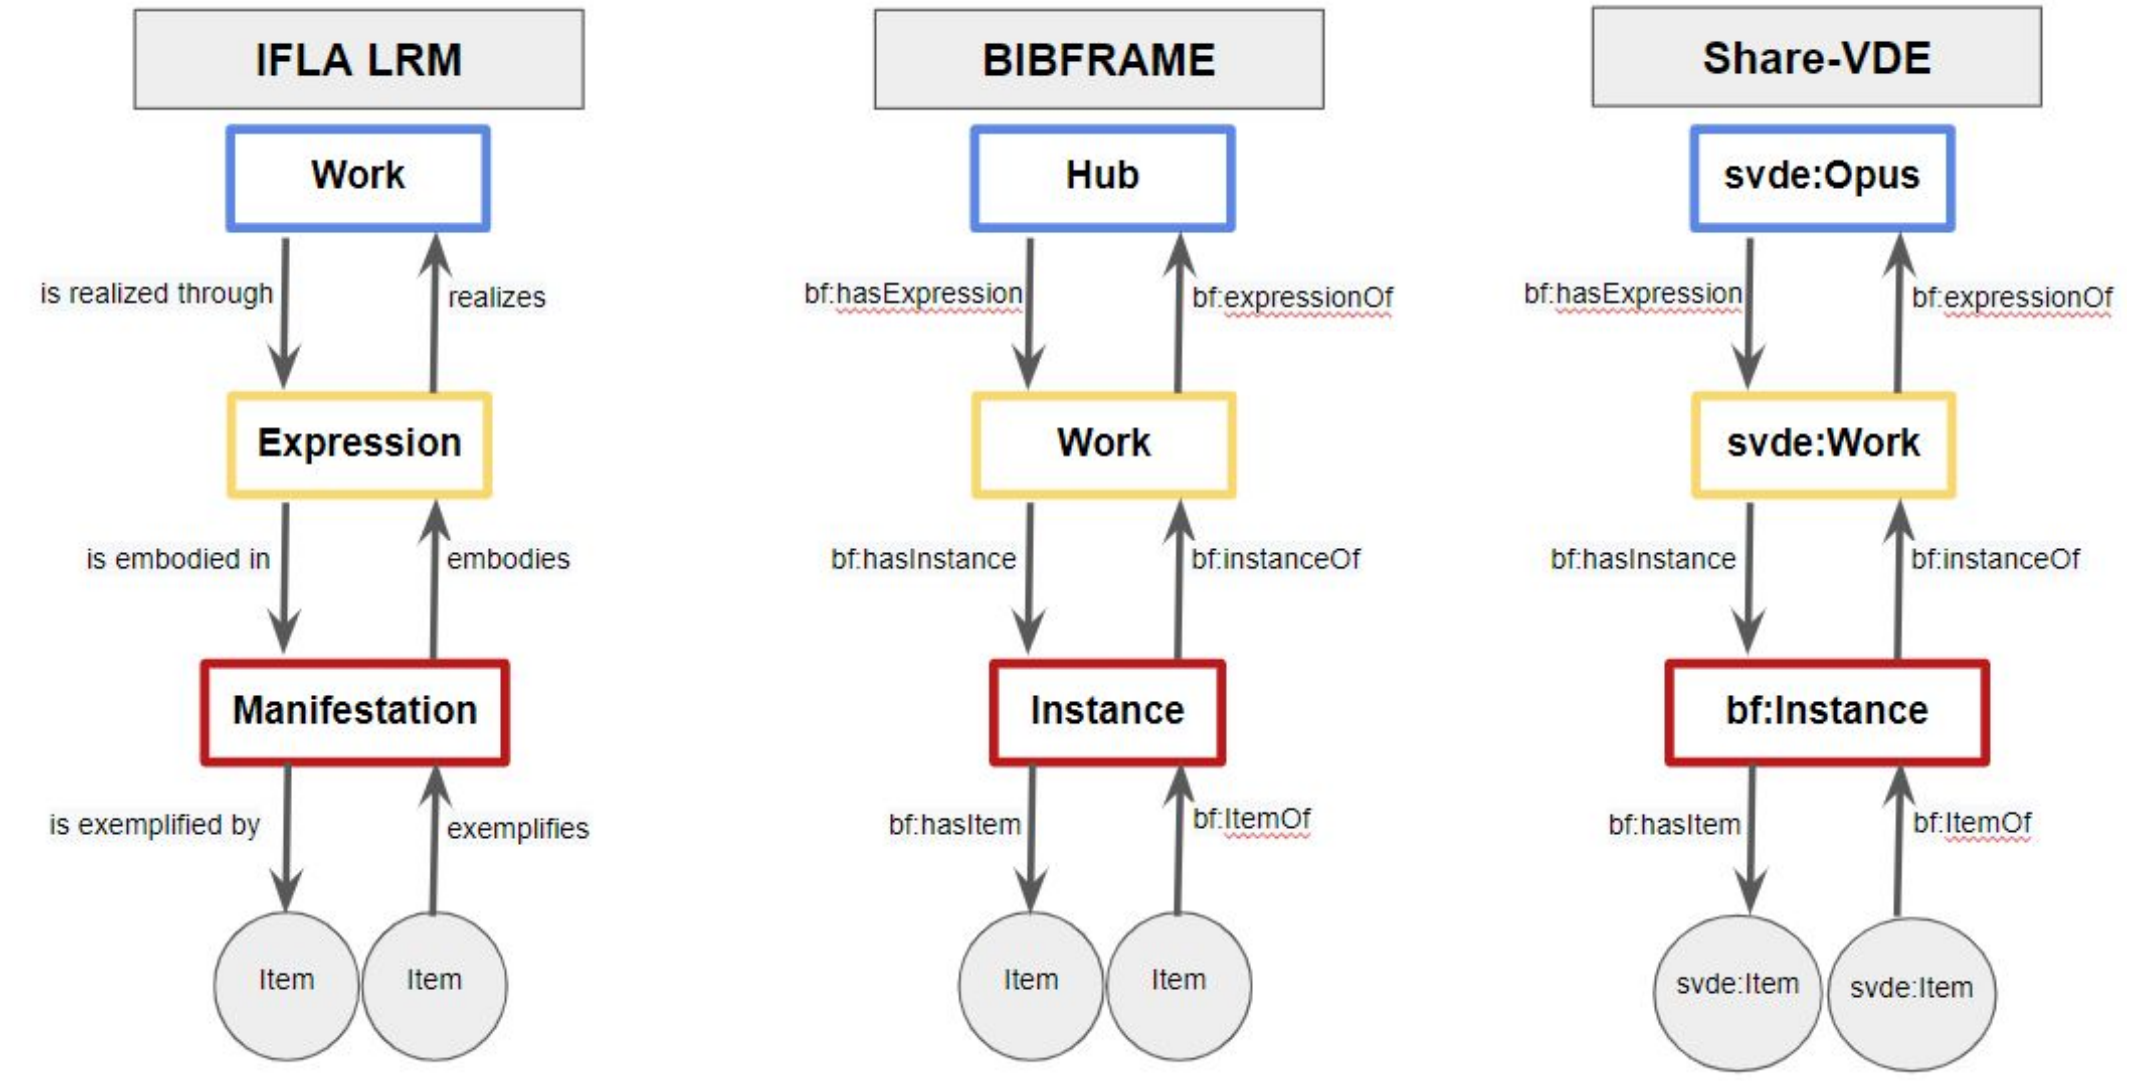 IFLA LRM
Work
is realized through
realizes
Expression
is embodied in
embodies
Manifestation
is exemplified by
exemplifies
Item
Item
BIBFRAME
Hub
bf:hasExpression
bf:expressionOf
Work
bf:hasInstance
bf:instanceOf
Instance
bf:hasItem
bf:ItemOf
Item
Item
Share-VDE
svde:Opus
bf:hasExpression
bf:expressionOf
svde:Work
bf:hasInstance
bf:instanceOf
bf:Instance
bf:hasItem
bf:ItemOf
svde:Item
svde:Item